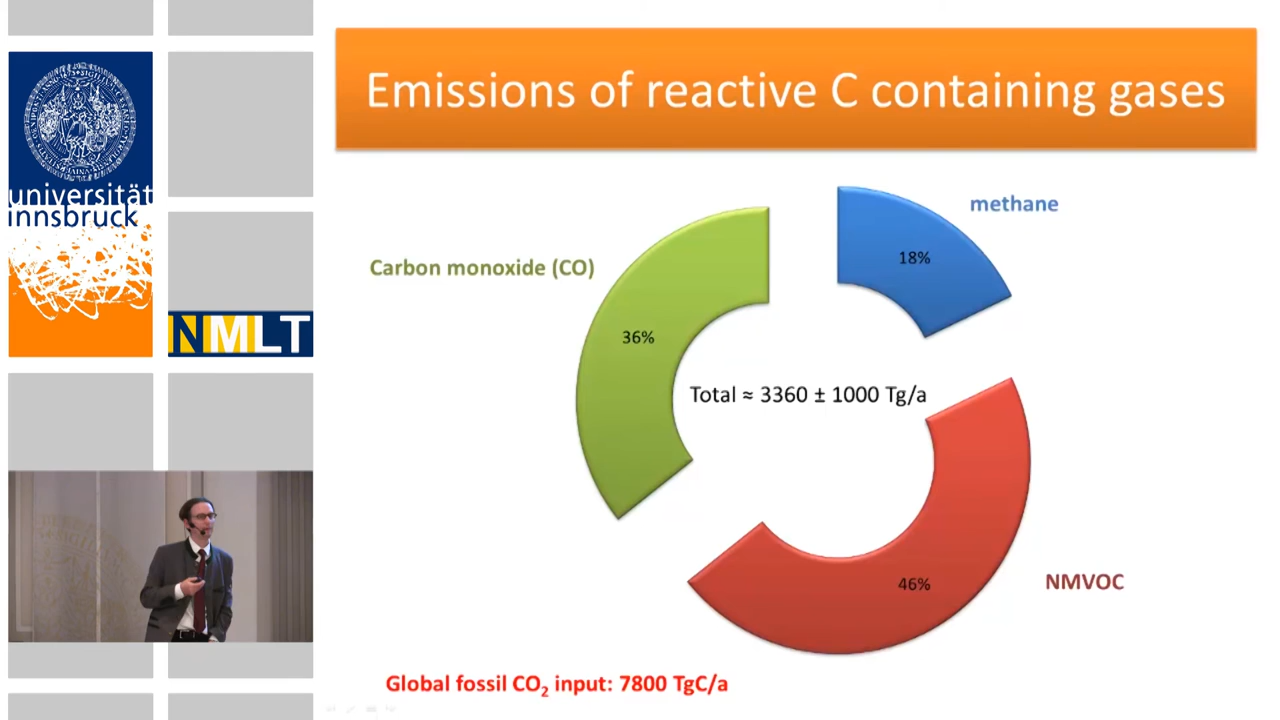 Emissions of reactive C containing gases
universität
innsbruck
NMLT
methane
18%
Carbon monoxide (CO)
36%
Total ≈ 3360 ± 1000 Tg/a
46%
NMVOC
Global fossil CO₂ input: 7800 TgC/a